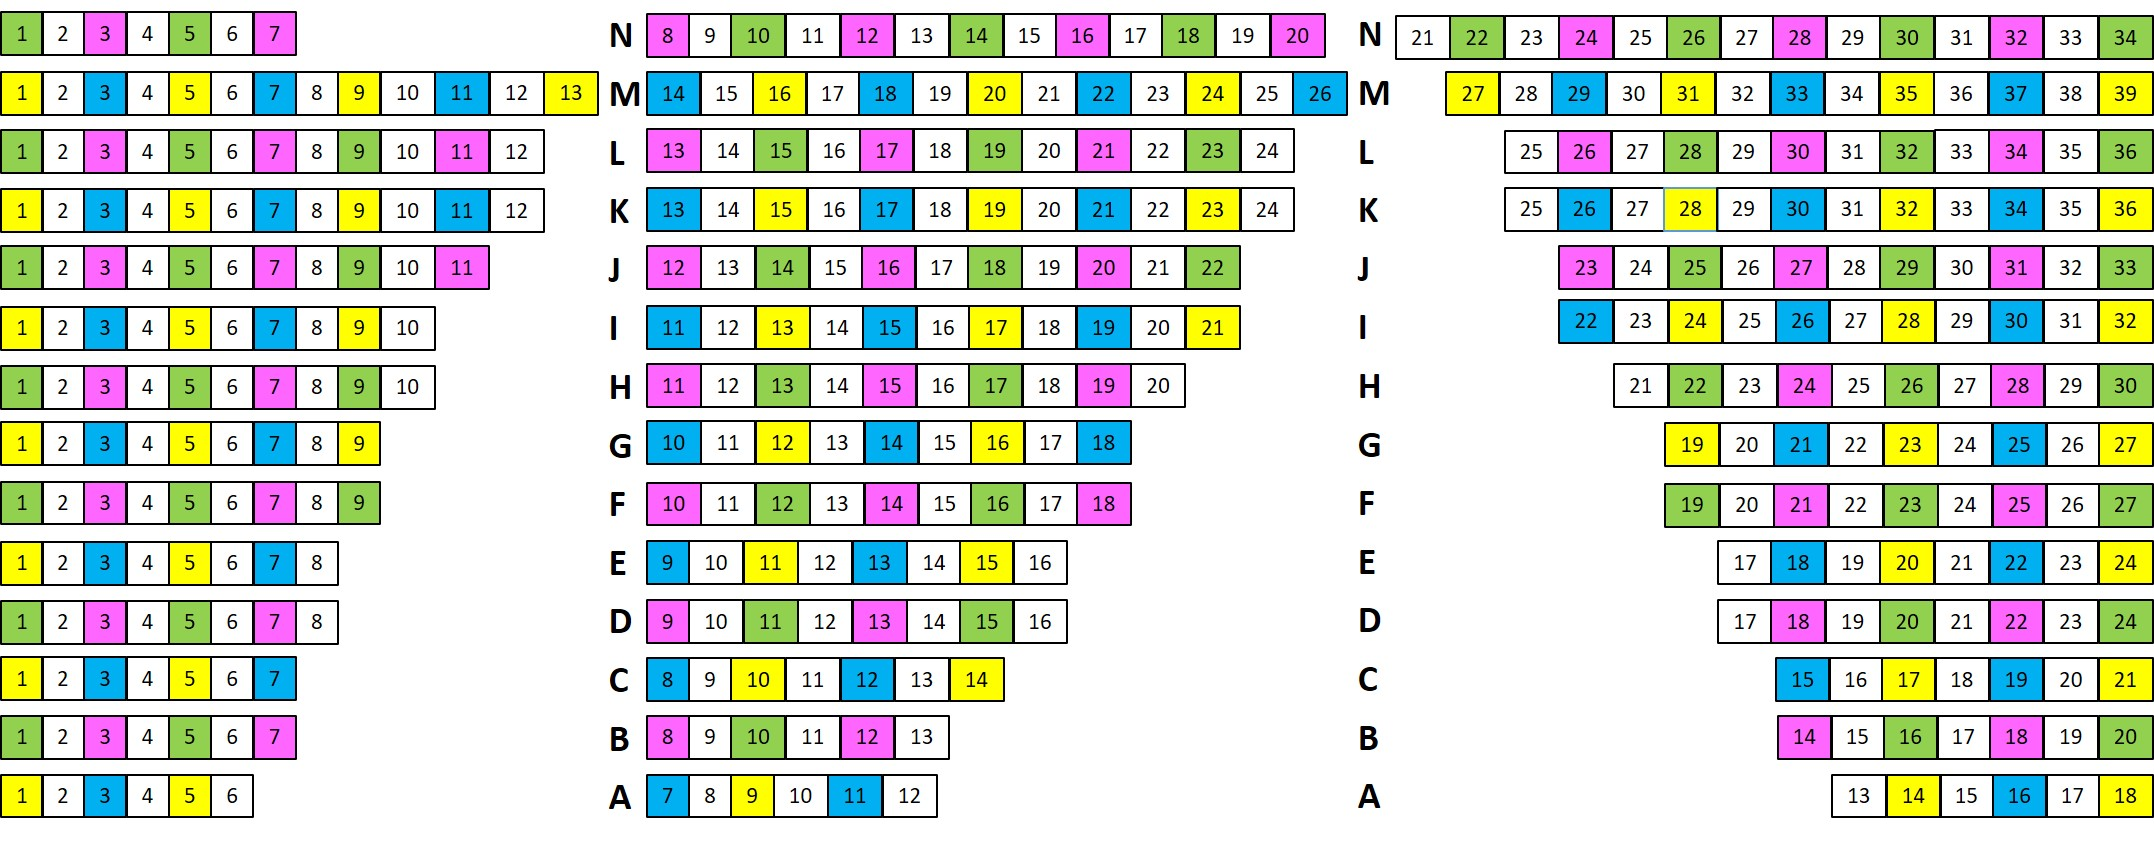 1 2 3 4 5 6 7 N 8 9 10 11 12 13 14 15 16 17 18 19 20 N 21 22 23 24 25 26 27 28 29 30 31 32 33 34
1 2 3 4 5 6 7 8 9 10 11 12 13 M 14 15 16 17 18 19 20 21 22 23 24 25 26 M 27 28 29 30 31 32 33 34 35 36 37 38 39
1 2 3 4 5 6 7 8 9 10 11 12 L 13 14 15 16 17 18 19 20 21 22 23 24 L 25 26 27 28 29 30 31 32 33 34 35 36
1 2 3 4 5 6 7 8 9 10 11 12 K 13 14 15 16 17 18 19 20 21 22 23 24 K 25 26 27 28 29 30 31 32 33 34 35 36
1 2 3 4 5 6 7 8 9 10 11 J 12 13 14 15 16 17 18 19 20 21 22 J 23 24 25 26 27 28 29 30 31 32 33
1 2 3 4 5 6 7 8 9 10 I 11 12 13 14 15 16 17 18 19 20 21 I 22 23 24 25 26 27 28 29 30 31 32
1 2 3 4 5 6 7 8 9 10 H 11 12 13 14 15 16 17 18 19 20 H 21 22 23 24 25 26 27 28 29 30
1 2 3 4 5 6 7 8 9 G 10 11 12 13 14 15 16 17 18 G 19 20 21 22 23 24 25 26 27
1 2 3 4 5 6 7 8 9 F 10 11 12 13 14 15 16 17 18 F 19 20 21 22 23 24 25 26 27
1 2 3 4 5 6 7 8 E 9 10 11 12 13 14 15 16 E 17 18 19 20 21 22 23 24
1 2 3 4 5 6 7 8 D 9 10 11 12 13 14 15 16 D 17 18 19 20 21 22 23 24
1 2 3 4 5 6 7 C 8 9 10 11 12 13 14 C 15 16 17 18 19 20 21
1 2 3 4 5 6 7 B 8 9 10 11 12 13 B 14 15 16 17 18 19 20
1 2 3 4 5 6 A 7 8 9 10 11 12 A 13 14 15 16 17 18